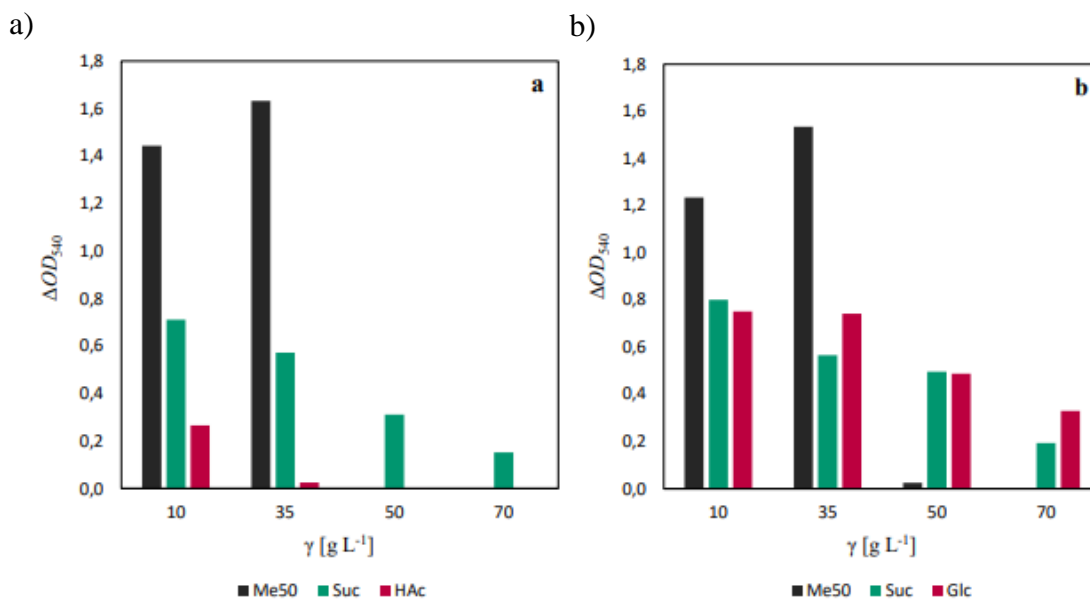 a)
a
1,8
1,6
1,4
1,2
1,0
0,8
0,6
0,4
0,2
0,0
ΔOD540
10 35 50 70
γ [g L-1]
Me50 Suc HAc
b)
b
1,8
1,6
1,4
1,2
1,0
0,8
0,6
0,4
0,2
0,0
ΔOD540
10 35 50 70
γ [g L-1]
Me50 Suc Glc